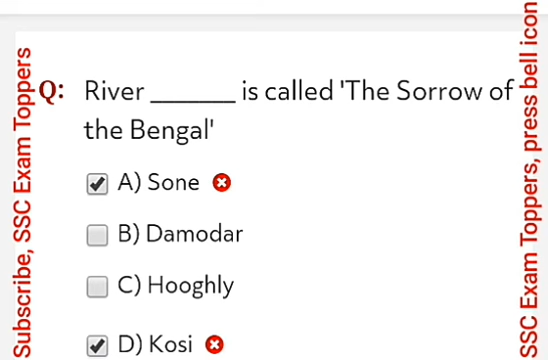 Q: River _______ is called 'The Sorrow of
the Bengal'
A) Sone
B) Damodar
C) Hooghly
D) Kosi
Subscribe, SSC Exam Toppers
SSC Exam Toppers, press bell icon